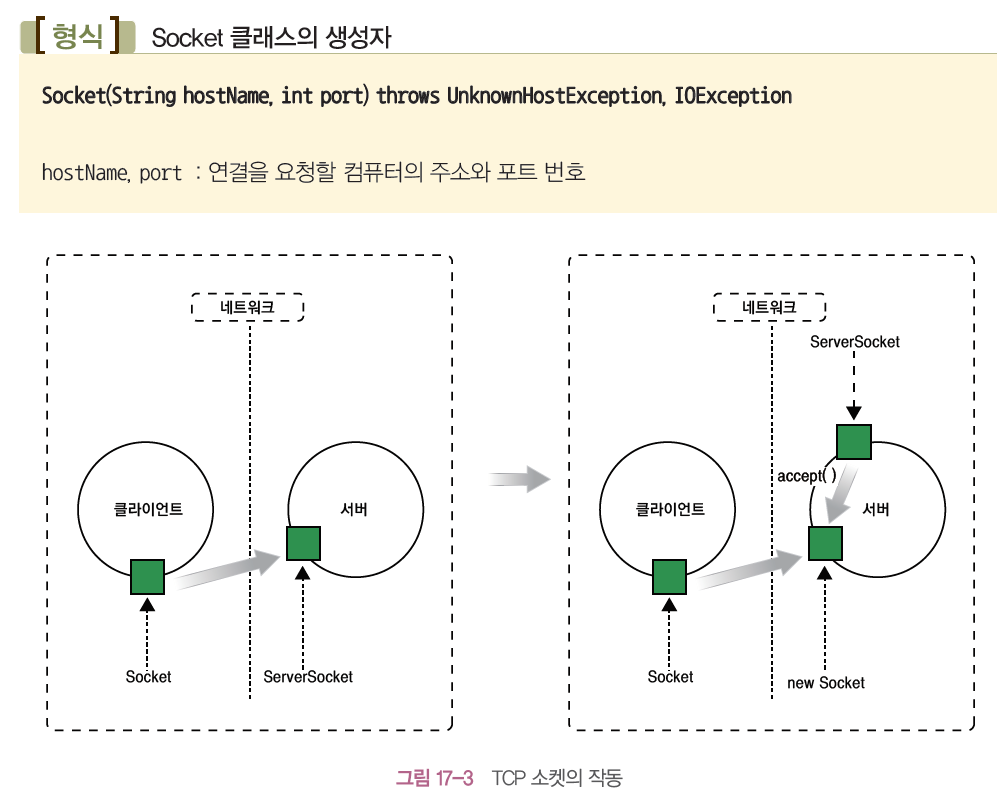 [형식] Socket 클래스의 생성자
Socket(String hostName, int port) throws UnknownHostException, IOException
hostName, port : 연결을 요청할 컴퓨터의 주소와 포트 번호
네트워크
클라이언트
서버
Socket
ServerSocket
네트워크
ServerSocket
accept( )
클라이언트
서버
Socket
new Socket
그림 17-3 TCP 소켓의 작동